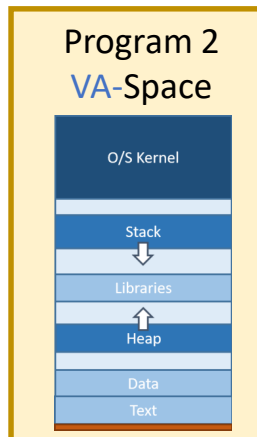 Program 2
VA-Space
O/S Kernel
Stack
Libraries
Heap
Data
Text